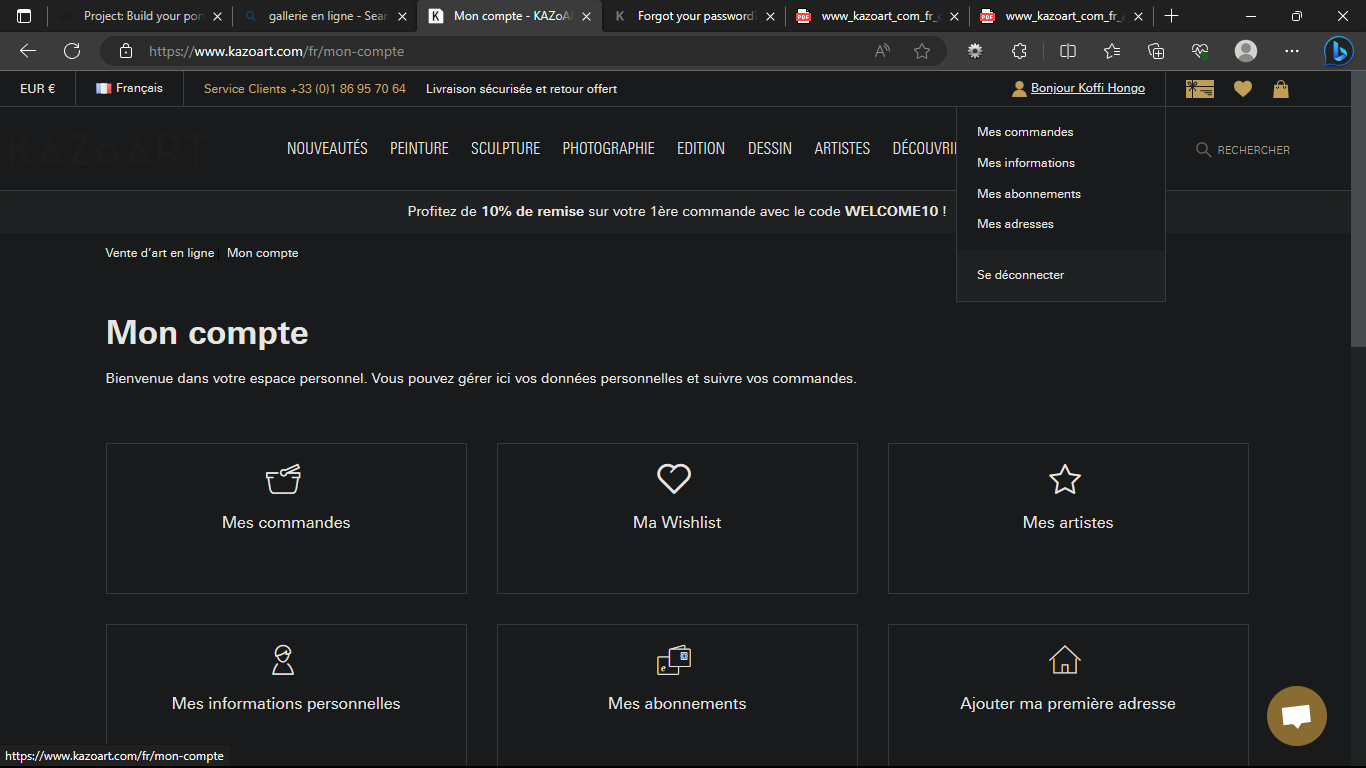 Project: Build your por
gallerie en ligne - Sear
Mon compte - KAZoA
Forgot your password?
www_kazoart_com_fr_
www_kazoart_com_fr_
https://www.kazoart.com/fr/mon-compte
EUR €
Français
Service Clients +33 (0)1 86 95 70 64
Livraison sécurisée et retour offert
Bonjour Koffi Hongo
KAZoART
NOUVEAUTÉS
PEINTURE
SCULPTURE
PHOTOGRAPHIE
EDITION
DESSIN
ARTISTES
DÉCOUVRI
RECHERCHER
Mes commandes
Mes informations
Mes abonnements
Mes adresses
Se déconnecter
Profitez de 10% de remise sur votre 1ère commande avec le code WELCOME10 !
Vente d'art en ligne
Mon compte
Mon compte
Bienvenue dans votre espace personnel. Vous pouvez gérer ici vos données personnelles et suivre vos commandes.
Mes commandes
Ma Wishlist
Mes artistes
Mes informations personnelles
Mes abonnements
Ajouter ma première adresse
https://www.kazoart.com/fr/mon-compte